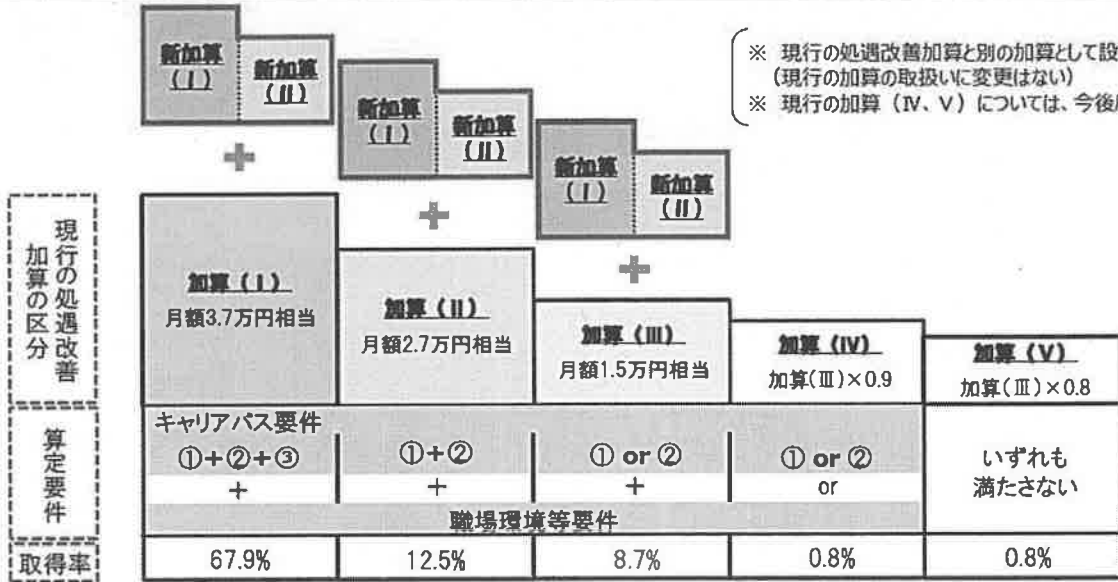 新加算
(Ⅰ)
新加算
(Ⅱ)
新加算
(Ⅰ)
新加算
(Ⅱ)
新加算
(Ⅰ)
新加算
(Ⅱ)
※ 現行の処遇改善加算と別の加算として設
(現行の加算の取扱いに変更はない)
※ 現行の加算(Ⅳ、Ⅴ)については、今後
+
+
+
現行の処遇改善
加算の区分
加算(Ⅰ)
月額3.7万円相当
加算(Ⅱ)
月額2.7万円相当
加算(Ⅲ)
月額1.5万円相当
加算(Ⅳ)
加算(Ⅲ)×0.9
加算(Ⅴ)
加算(Ⅲ)×0.8
算定要件
キャリアパス要件
①+②+③
①+②
① or ②
① or ②
いずれも
満たさない
+
+
+
or
職場環境等要件
取得率
67.9%
12.5%
8.7%
0.8%
0.8%